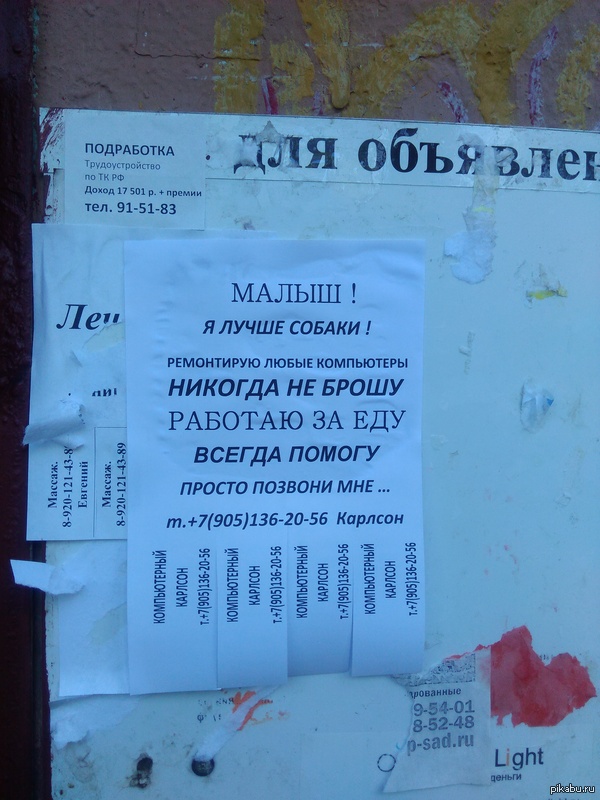 для объявлен
ПОДРАБОТКА
Трудоустройство
по ТК РФ
Доход 17 501 р. + премии
тел. 91-51-83
МАЛЫШ !
Я ЛУЧШЕ СОБАКИ !
РЕМОНТИРУЮ ЛЮБЫЕ КОМПЬЮТЕРЫ
НИКОГДА НЕ БРОШУ
РАБОТАЮ ЗА ЕДУ
ВСЕГДА ПОМОГУ
ПРОСТО ПОЗВОНИ МНЕ ...
т.+7(905)136-20-56 Карлсон
КОМПЬЮТЕРНЫЙ
КАРЛСОН
т.+7(905)136-20-56
КОМПЬЮТЕРНЫЙ
КАРЛСОН
т.+7(905)136-20-56
КОМПЬЮТЕРНЫЙ
КАРЛСОН
т.+7(905)136-20-56
КОМПЬЮТЕРНЫЙ
КАРЛСОН
т.+7(905)136-20-56
Массаж.
8-920-121-43-8
Евгений
Массаж.
8-920-121-43-89
9-54-01
8-52-48
p-sad.ru
Light
деньги
pikabu.ru